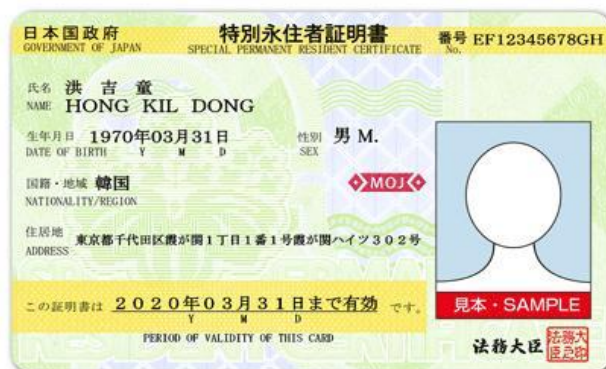 日本国政府 特別永住者証明書 番号 EF12345678GH
GOVERNMENT OF JAPAN SPECIAL PERMANENT RESIDENT CERTIFICATE No.
氏名 洪 吉 童
NAME HONG KIL DONG
生年月日 1970年03月31日 性別 男 M.
DATE OF BIRTH Y M D SEX
国籍・地域 韓国
NATIONALITY/REGION
MOJ
住居地 東京都千代田区霞が関1丁目1番1号霞が関ハイツ302号
ADDRESS
この証明書は 2020年03月31日まで有効 です。
Y M D
PERIOD OF VALIDITY OF THIS CARD
見本・SAMPLE
法務大臣